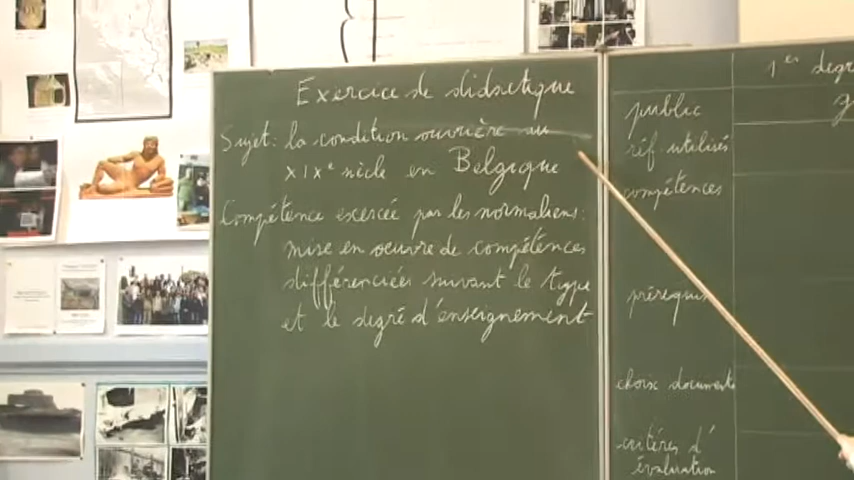 Exercice de didactique
Sujet: la condition ouvrière au
XIXe siècle en Belgique
Compétence exercée par les normaliens:
mise en oeuvre de compétences
différenciées suivant le type
et le degré d'enseignement
1er degré
public
réf. utilisés
compétences
prérequis
choix documents
critères d'
évaluation